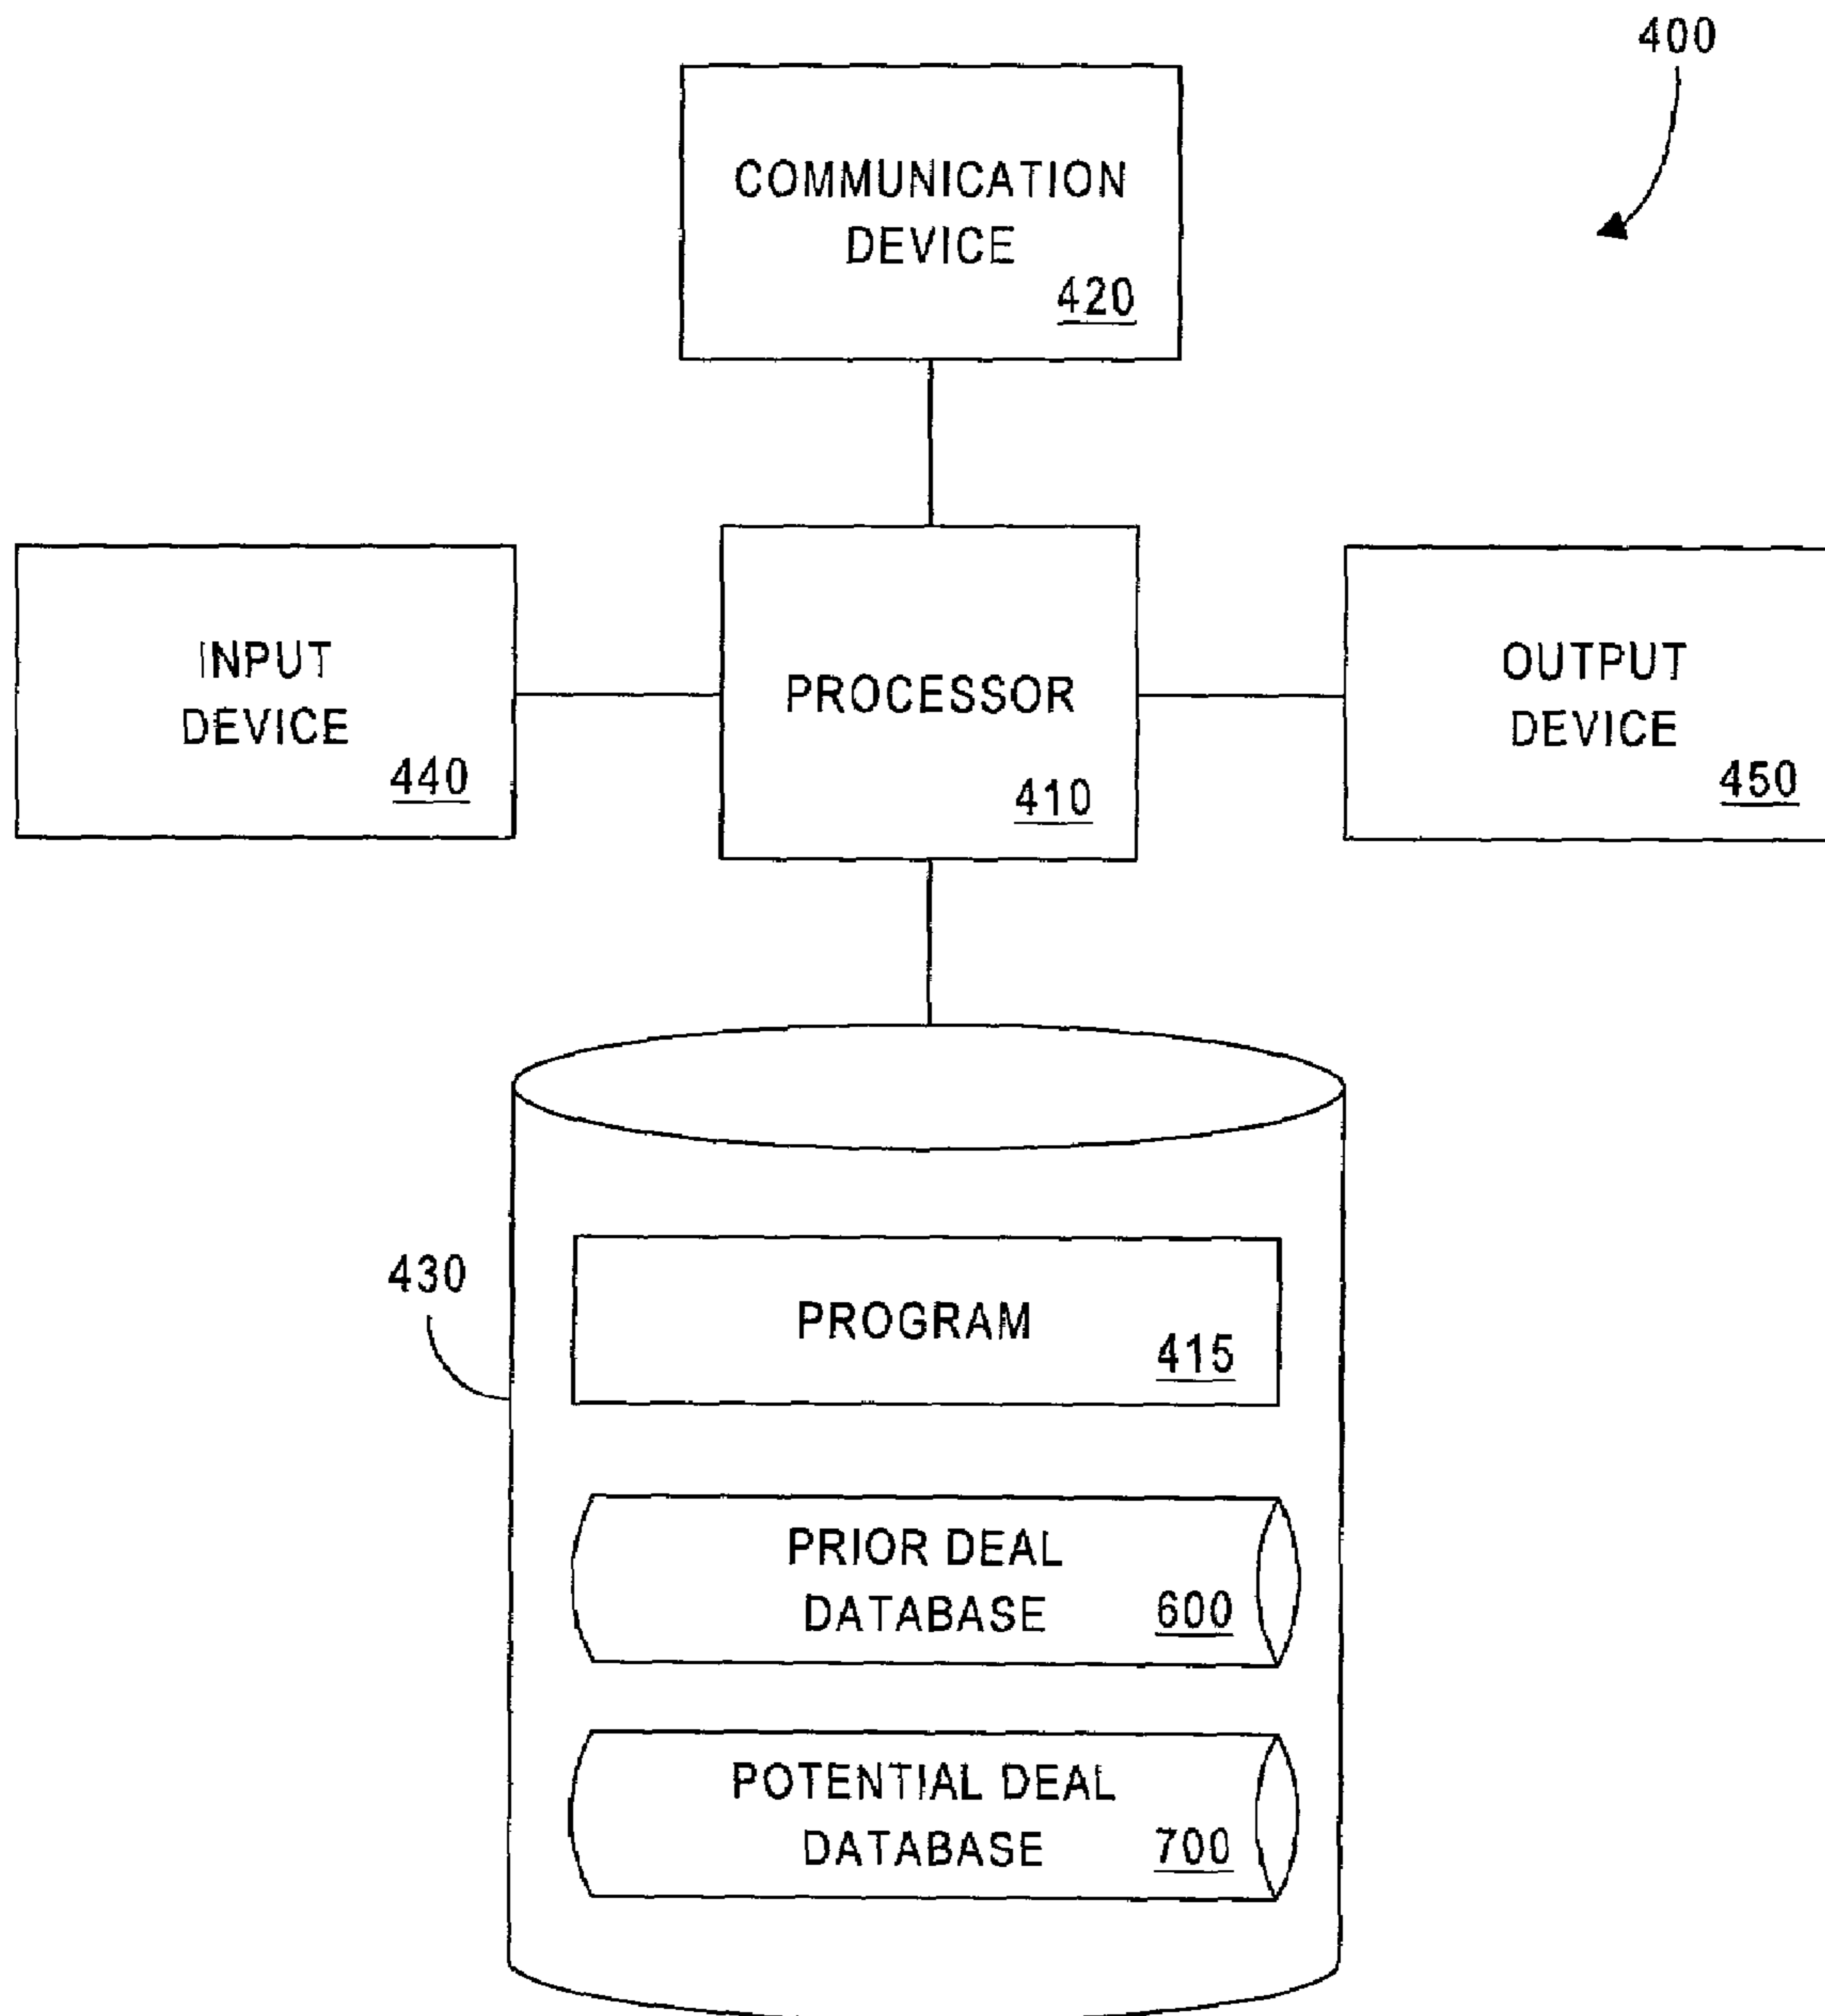 400
COMMUNICATION
DEVICE
420
INPUT
DEVICE
440
PROCESSOR
410
OUTPUT
DEVICE
450
430
PROGRAM
415
PRIOR DEAL
DATABASE
600
POTENTIAL DEAL
DATABASE
700